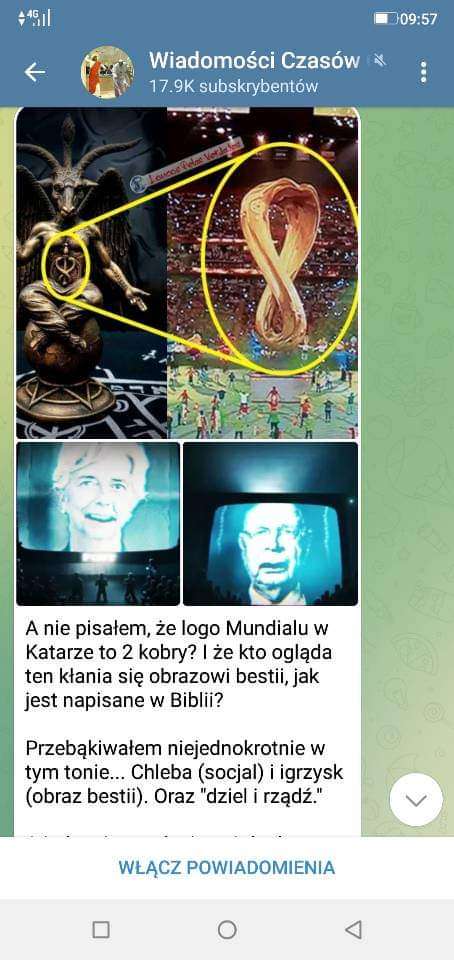 4G
09:57
Wiadomości Czasów
17.9K subskrybentów
A nie pisałem, że logo Mundialu w
Katarze to 2 kobry? I że kto ogląda
ten kłania się obrazowi bestii, jak
jest napisane w Biblii?
Przebąkiwałem niejednokrotnie w
tym tonie... Chleba (socjal) i igrzysk
(obraz bestii). Oraz "dziel i rządź."
WŁĄCZ POWIADOMIENIA